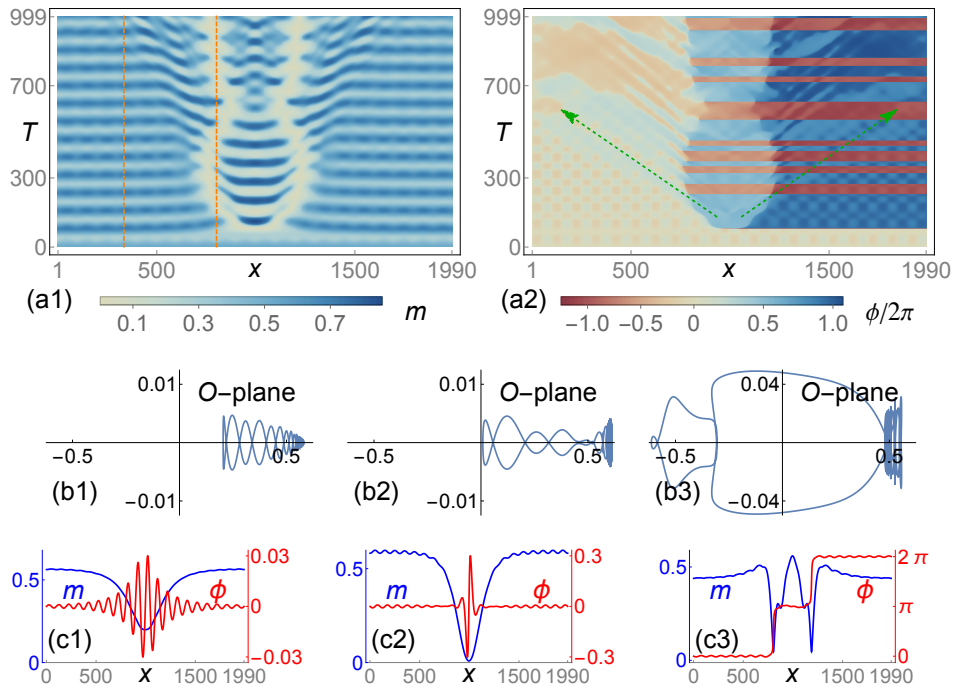 999
700
T
300
0
1 500 x 1500 1990
(a1)
0.1 0.3 0.5 0.7 m
999
700
T
300
0
1 500 x 1500 1990
(a2)
−1.0 −0.5 0 0.5 1.0 ϕ/2π
0.01
O−plane
−0.5 0.5
(b1)
−0.01
0.01
O−plane
−0.5 0.5
(b2)
−0.01
0.04
O−plane
−0.5 0.5
(b3)
−0.04
0.5
0
m
ϕ
0.03
0
−0.03
(c1)
0 500 x 1500 1990
0.5
0
m
ϕ
0.3
0
−0.3
(c2)
0 500 x 1500 1990
0.5
0
m
ϕ
2 π
π
0
(c3)
0 500 x 1500 1990